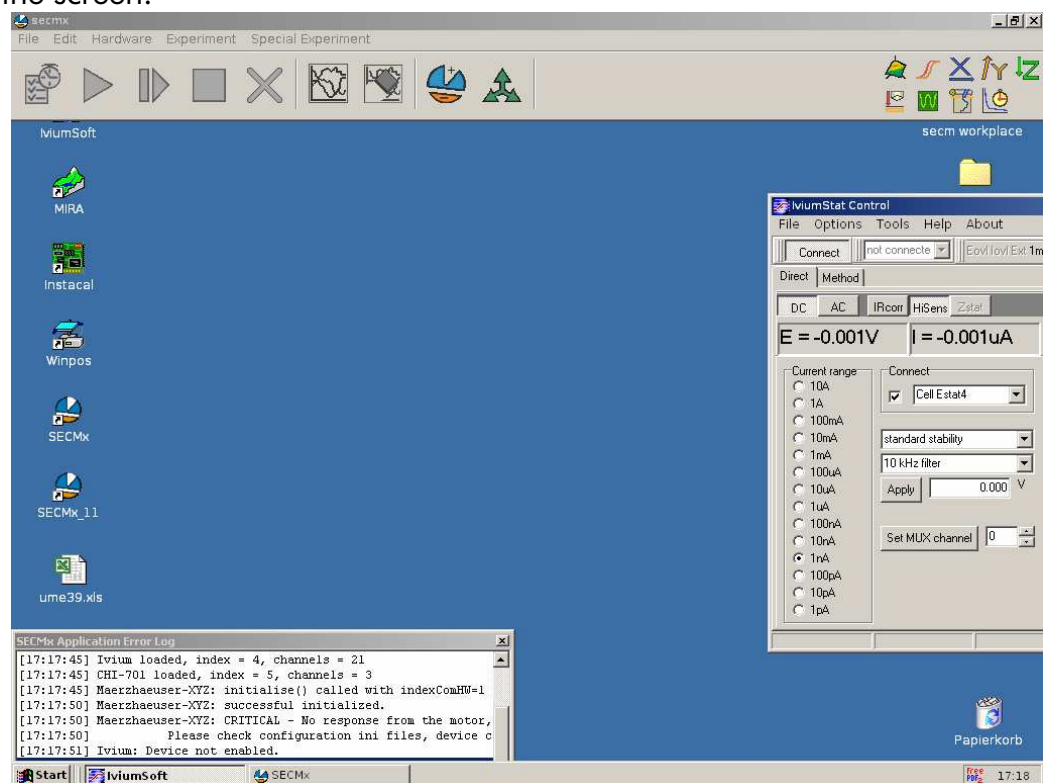 the screen.
secmx
File Edit Hardware Experiment Special Experiment
IviumSoft
secm workplace
MIRA
Instacal
Winpos
SECMx
SECMx_11
ume39.xls
IviumStat Control
File Options Tools Help About
Connect not connecte Eovl Iovl Ext 1m
Direct Method
DC AC IRcorr HiSens Zstat
E = -0.001V I = -0.001uA
Current range
10A
1A
100mA
10mA
1mA
100uA
10uA
1uA
100nA
10nA
1nA
100pA
10pA
1pA
Connect
Cell Estat4
standard stability
10 kHz filter
Apply 0.000 V
Set MUX channel 0
SECMx Application Error Log
[17:17:45] Ivium loaded, index = 4, channels = 21
[17:17:45] CHI-701 loaded, index = 5, channels = 3
[17:17:45] Maerzhaeuser-XYZ: initialise() called with indexComHW=1
[17:17:50] Maerzhaeuser-XYZ: successful initialized.
[17:17:50] Maerzhaeuser-XYZ: CRITICAL - No response from the motor,
[17:17:50] Please check configuration ini files, device c
[17:17:51] Ivium: Device not enabled.
Papierkorb
Start IviumSoft SECMx 17:18